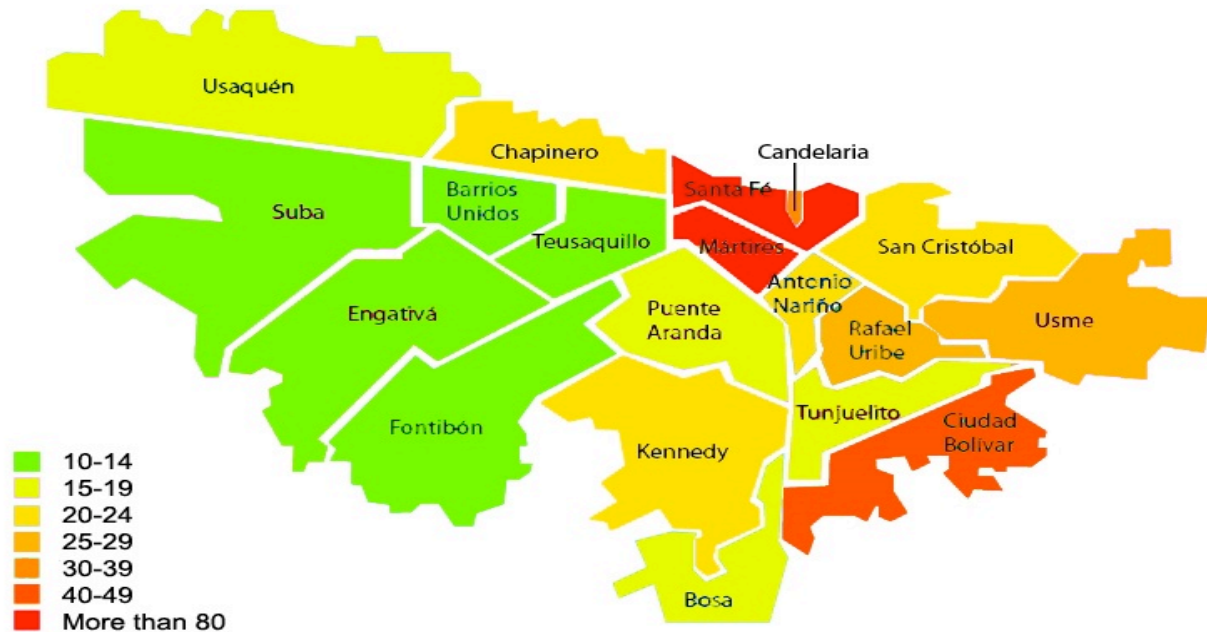 Usaquén
Chapinero
Candelaria
Santa Fé
Barrios
Unidos
Suba
Teusaquillo
Mártires
San Cristóbal
Antonio
Nariño
Engativá
Puente
Aranda
Rafael
Uribe
Usme
Fontibón
Tunjuelito
Ciudad
Bolívar
Kennedy
Bosa
10-14
15-19
20-24
25-29
30-39
40-49
More than 80